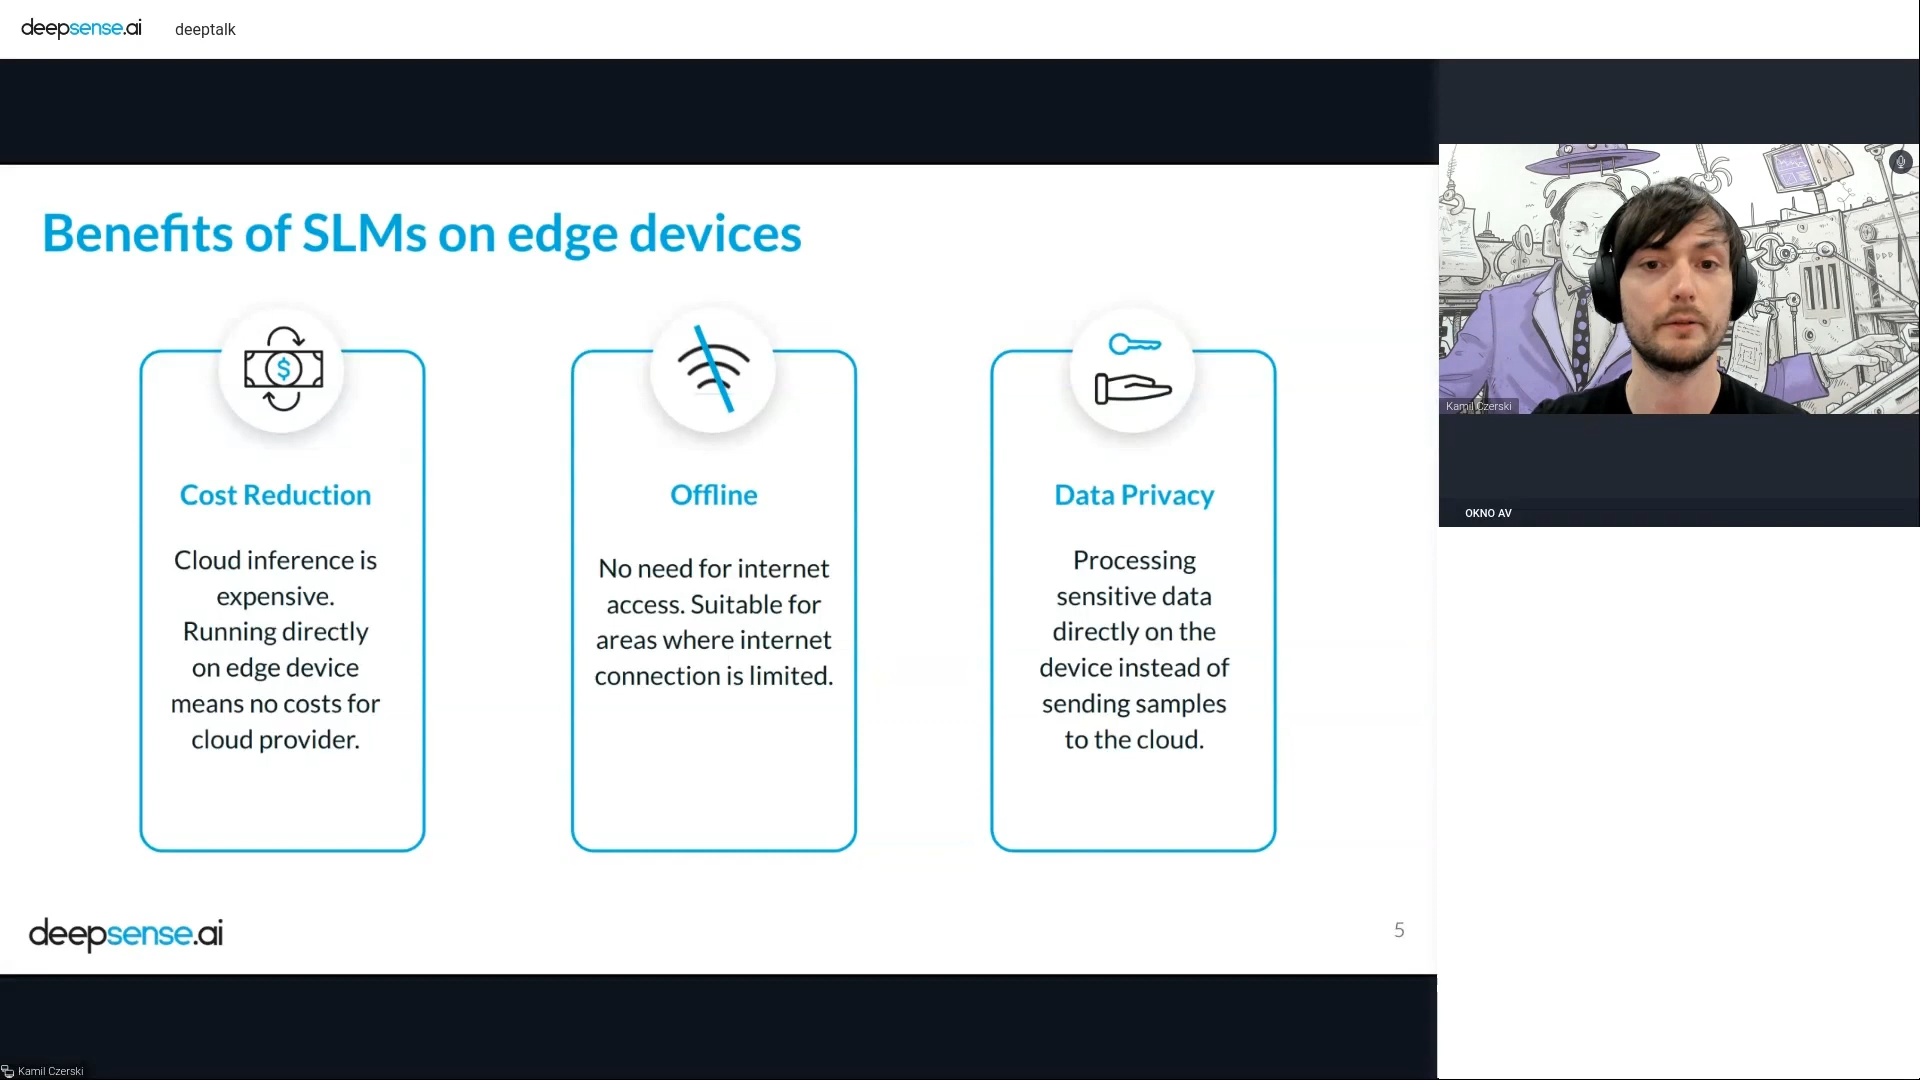 deepsense.ai
deeptalk
Benefits of SLMs on edge devices
$
Cost Reduction
Cloud inference is
expensive.
Running directly
on edge device
means no costs for
cloud provider.
Offline
No need for internet
access. Suitable for
areas where internet
connection is limited.
Data Privacy
Processing
sensitive data
directly on the
device instead of
sending samples
to the cloud.
deepsense.ai
5
Kamil Czerski
Kamil Czerski
OKNO AV